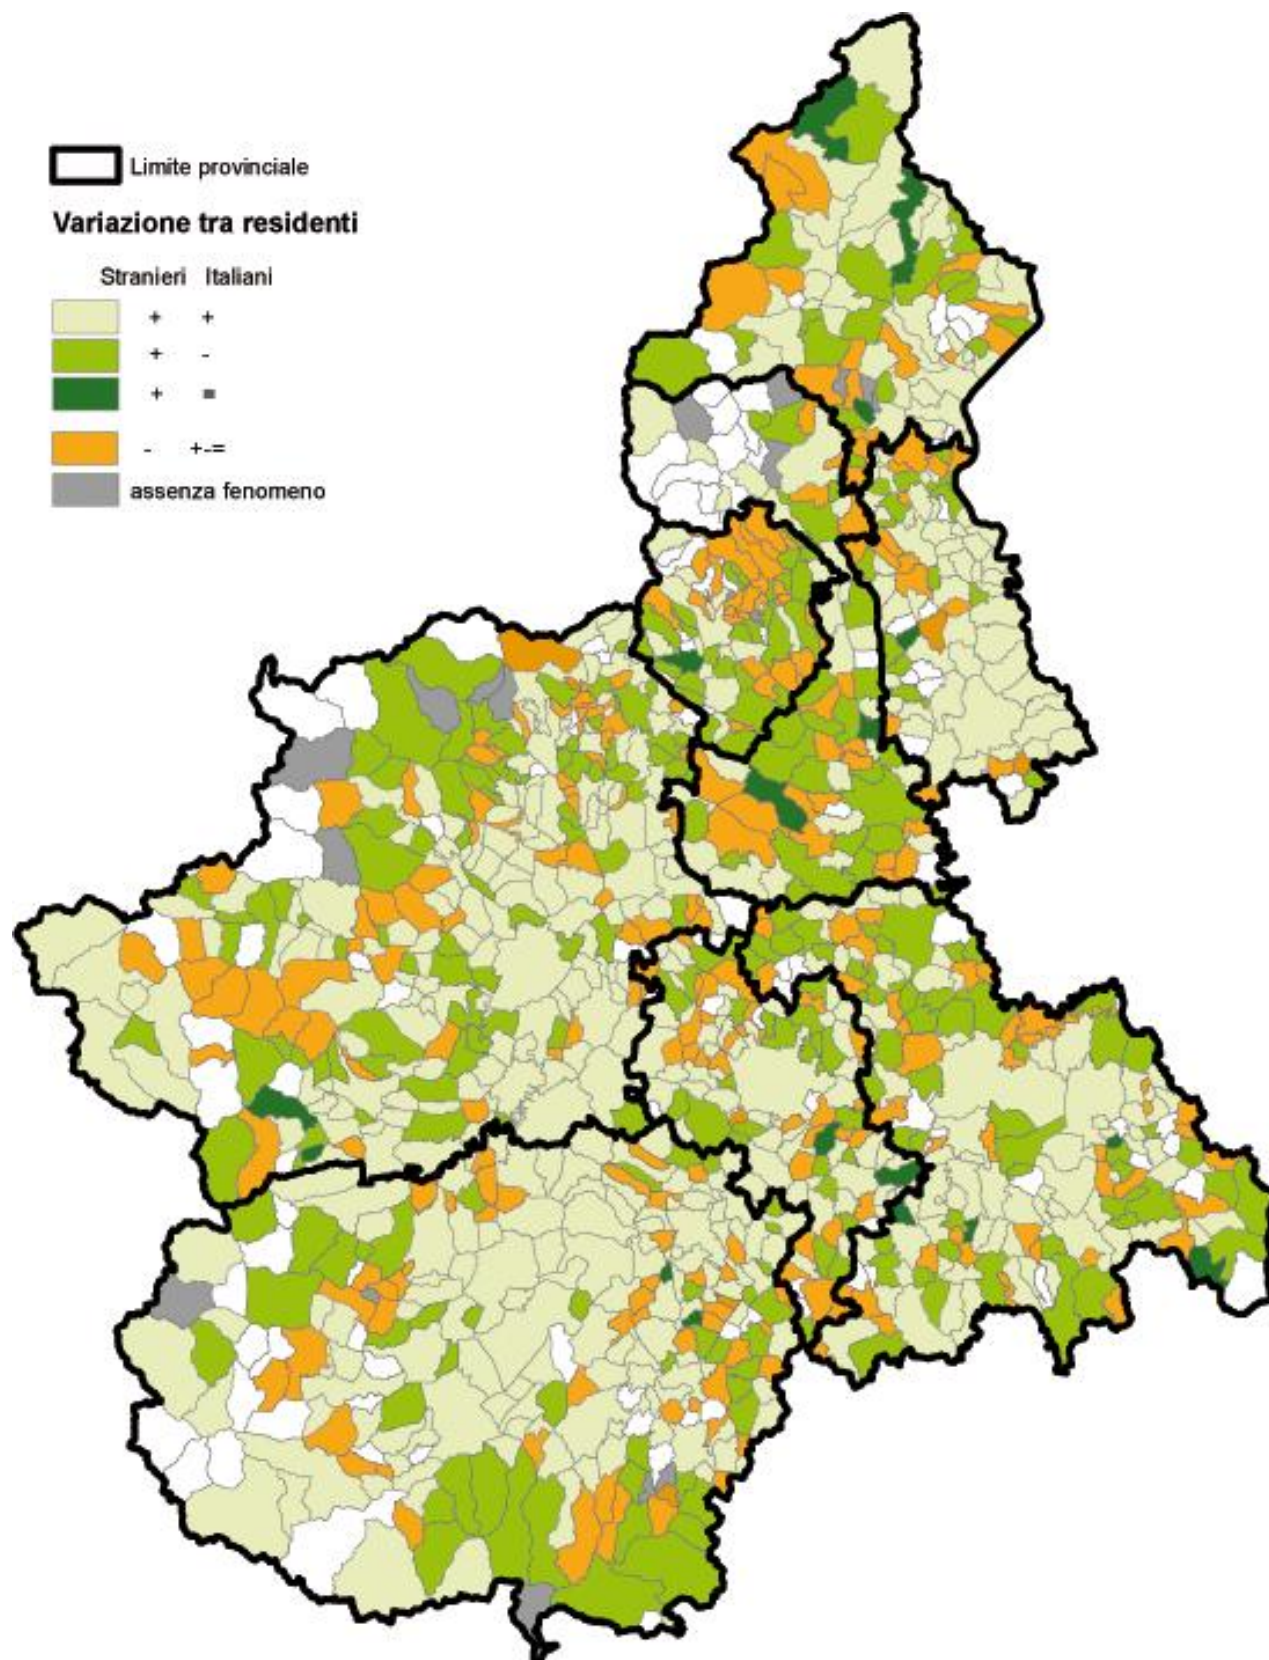 Limite provinciale
Variazione tra residenti
Stranieri Italiani
+ +
+ -
+ =
- +-=
assenza fenomeno